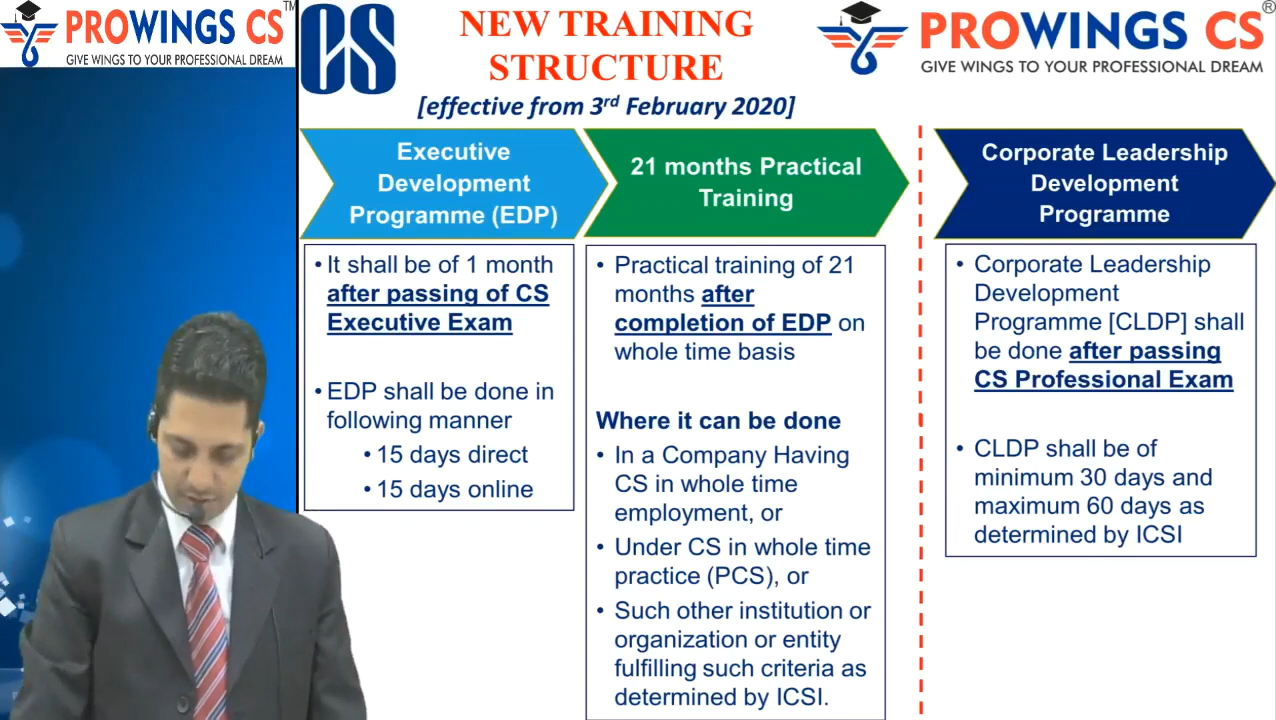 PROWINGS CS™
GIVE WINGS TO YOUR PROFESSIONAL DREAM
CS
NEW TRAINING
STRUCTURE
[effective from 3rd February 2020]
PROWINGS CS®
GIVE WINGS TO YOUR PROFESSIONAL DREAM
Executive
Development
Programme (EDP)
• It shall be of 1 month
after passing of CS
Executive Exam
• EDP shall be done in
following manner
• 15 days direct
• 15 days online
21 months Practical
Training
• Practical training of 21
months after
completion of EDP on
whole time basis
Where it can be done
• In a Company Having
CS in whole time
employment, or
• Under CS in whole time
practice (PCS), or
• Such other institution or
organization or entity
fulfilling such criteria as
determined by ICSI.
Corporate Leadership
Development
Programme
• Corporate Leadership
Development
Programme [CLDP] shall
be done after passing
CS Professional Exam
• CLDP shall be of
minimum 30 days and
maximum 60 days as
determined by ICSI